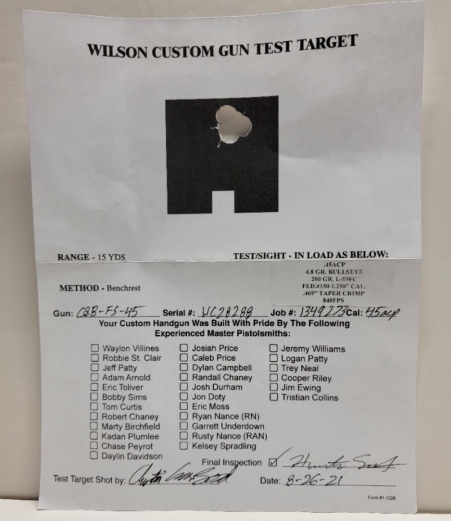 WILSON CUSTOM GUN TEST TARGET
RANGE - 15 YDS
TEST/SIGHT - IN LOAD AS BELOW:
.45ACP
4.8 GR. BULLSEYE
200 GR. L-SWC
FED.#150 1.250" CAL.
.469" TAPER CRIMP
840FPS
METHOD - Benchrest
Gun: CQB-FS-45 Serial #: WC28289 Job #: 1349273 Cal: 45acp
Your Custom Handgun Was Built With Pride By The Following
Experienced Master Pistolsmiths:
Waylon Villines
Robbie St. Clair
Jeff Patty
Adam Arnold
Eric Toliver
Bobby Sims
Tom Curtis
Robert Chaney
Marty Birchfield
Kadan Plumlee
Chase Peyrot
Daylin Davidson
Josiah Price
Caleb Price
Dylan Campbell
Randall Chaney
Josh Durham
Jon Doty
Eric Moss
Ryan Nance (RN)
Garrett Underdown
Rusty Nance (RAN)
Kelsey Spradling
Jeremy Williams
Logan Patty
Trey Neal
Cooper Riley
Jim Ewing
Tristian Collins
Final Inspection
Test Target Shot by:
Date: 8-26-21
Form #1 CQB